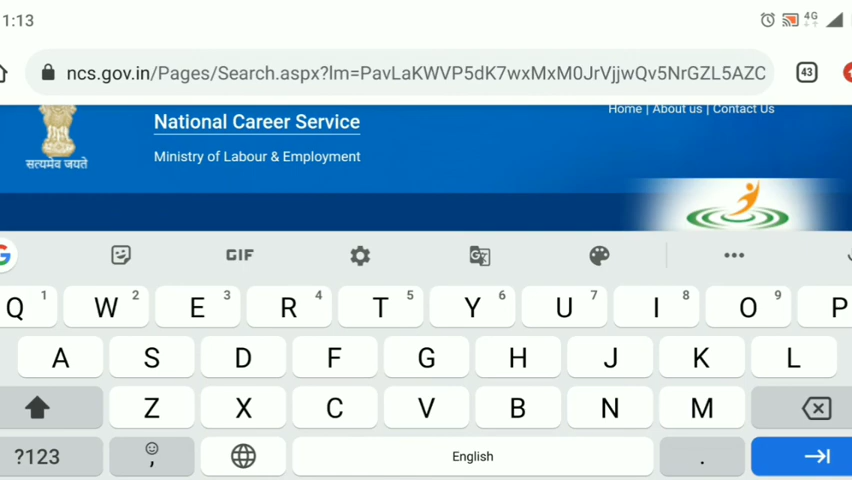 1:13
4G
ncs.gov.in/Pages/Search.aspx?lm=PavLaKWVP5dK7wxMxM0JrVjjwQv5NrGZL5AZC
43
Home | About us | Contact Us
National Career Service
Ministry of Labour & Employment
सत्यमेव जयते
GIF
Q 1 W 2 E 3 R 4 T 5 Y 6 U 7 I 8 O 9 P
A S D F G H J K L
Z X C V B N M
?123 , English .